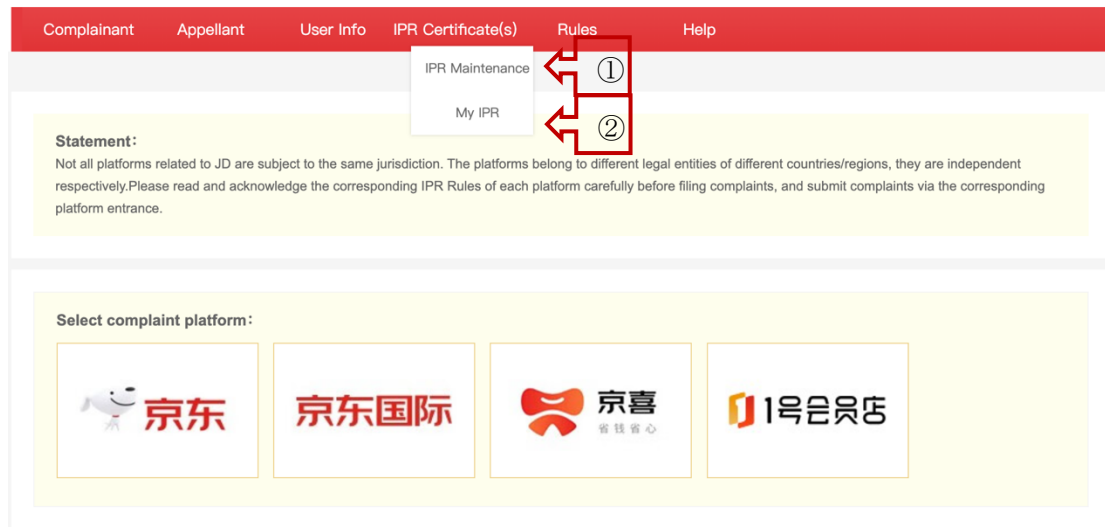 Complainant Appellant User Info IPR Certificate(s) Rules Help
IPR Maintenance
①
My IPR
②
Statement：
Not all platforms related to JD are subject to the same jurisdiction. The platforms belong to different legal entities of different countries/regions, they are independent
respectively.Please read and acknowledge the corresponding IPR Rules of each platform carefully before filing complaints, and submit complaints via the corresponding
platform entrance.
Select complaint platform：
京东
京东国际
京喜
省钱省心
1号会员店